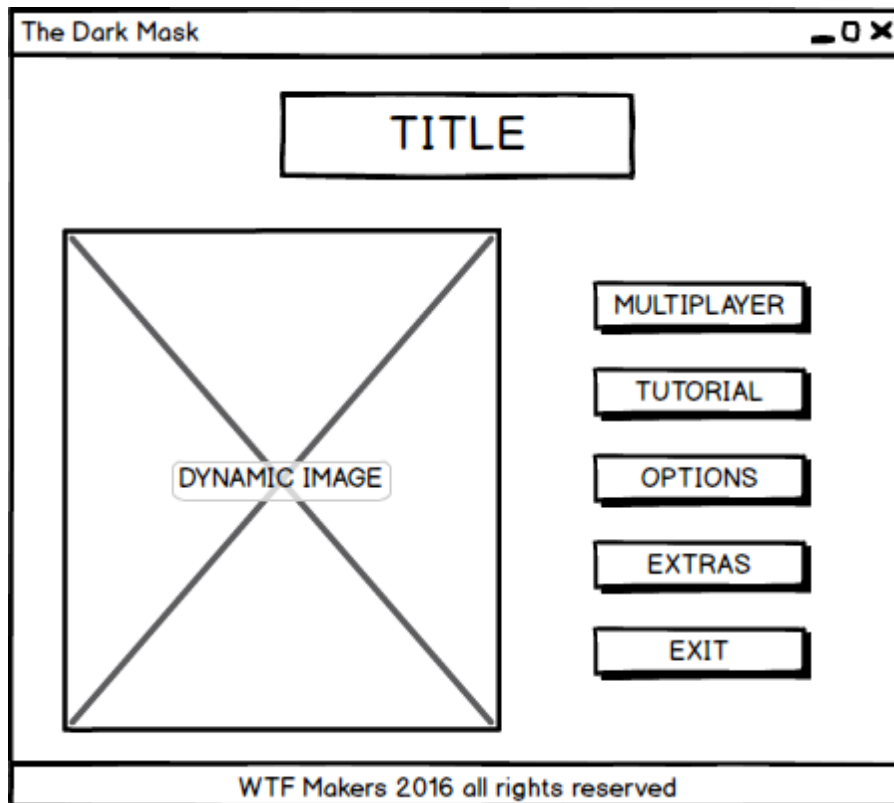 The Dark Mask
TITLE
DYNAMIC IMAGE
MULTIPLAYER
TUTORIAL
OPTIONS
EXTRAS
EXIT
WTF Makers 2016 all rights reserved